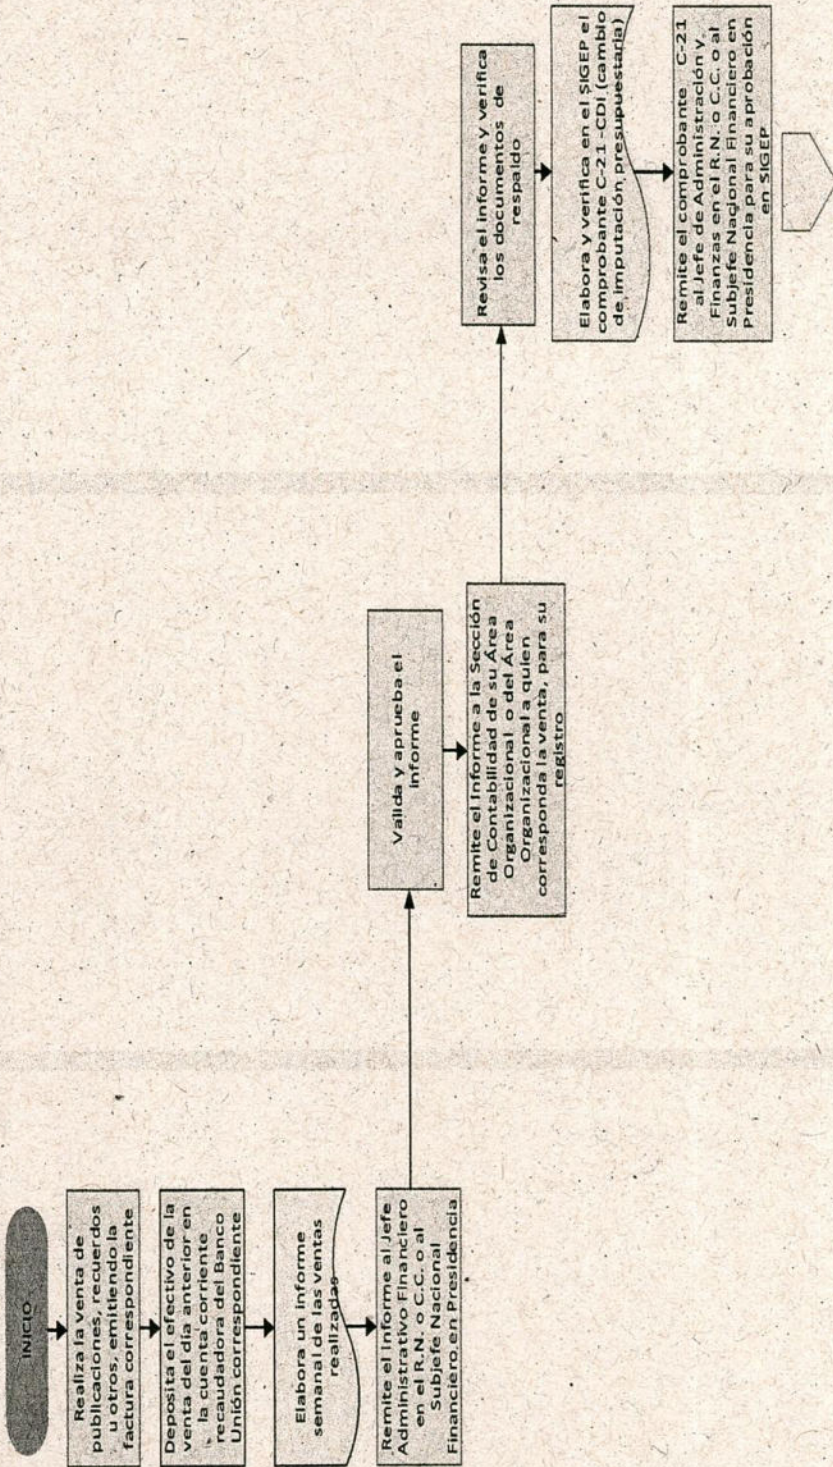 INICIO
Realiza la venta de
publicaciones, recuerdos
u otros, emitiendo la
factura correspondiente
Deposita el efectivo de la
venta del día anterior en
la cuenta corriente
recaudadora del Banco
Unión correspondiente
Elabora un informe
semanal de las ventas
realizadas
Remite el Informe al Jefe
Administrativo Financiero
en el R.N. o C.C. o al
Subjefe Nacional
Financiero en Presidencia
Valida y aprueba el
informe
Remite el Informe a la Sección
de Contabilidad de su Área
Organizacional o del Área
Organizacional a quien
corresponda la venta, para su
registro
Revisa el informe y verifica
los documentos de
respaldo
Elabora y verifica en el SIGEP el
comprobante C-21 -CDI (cambio
de imputación presupuestaria)
Remite el comprobante C-21
al Jefe de Administración y
Finanzas en el R.N. o C.C. o al
Subjefe Nacional Financiero en
Presidencia para su aprobación
en SIGEP